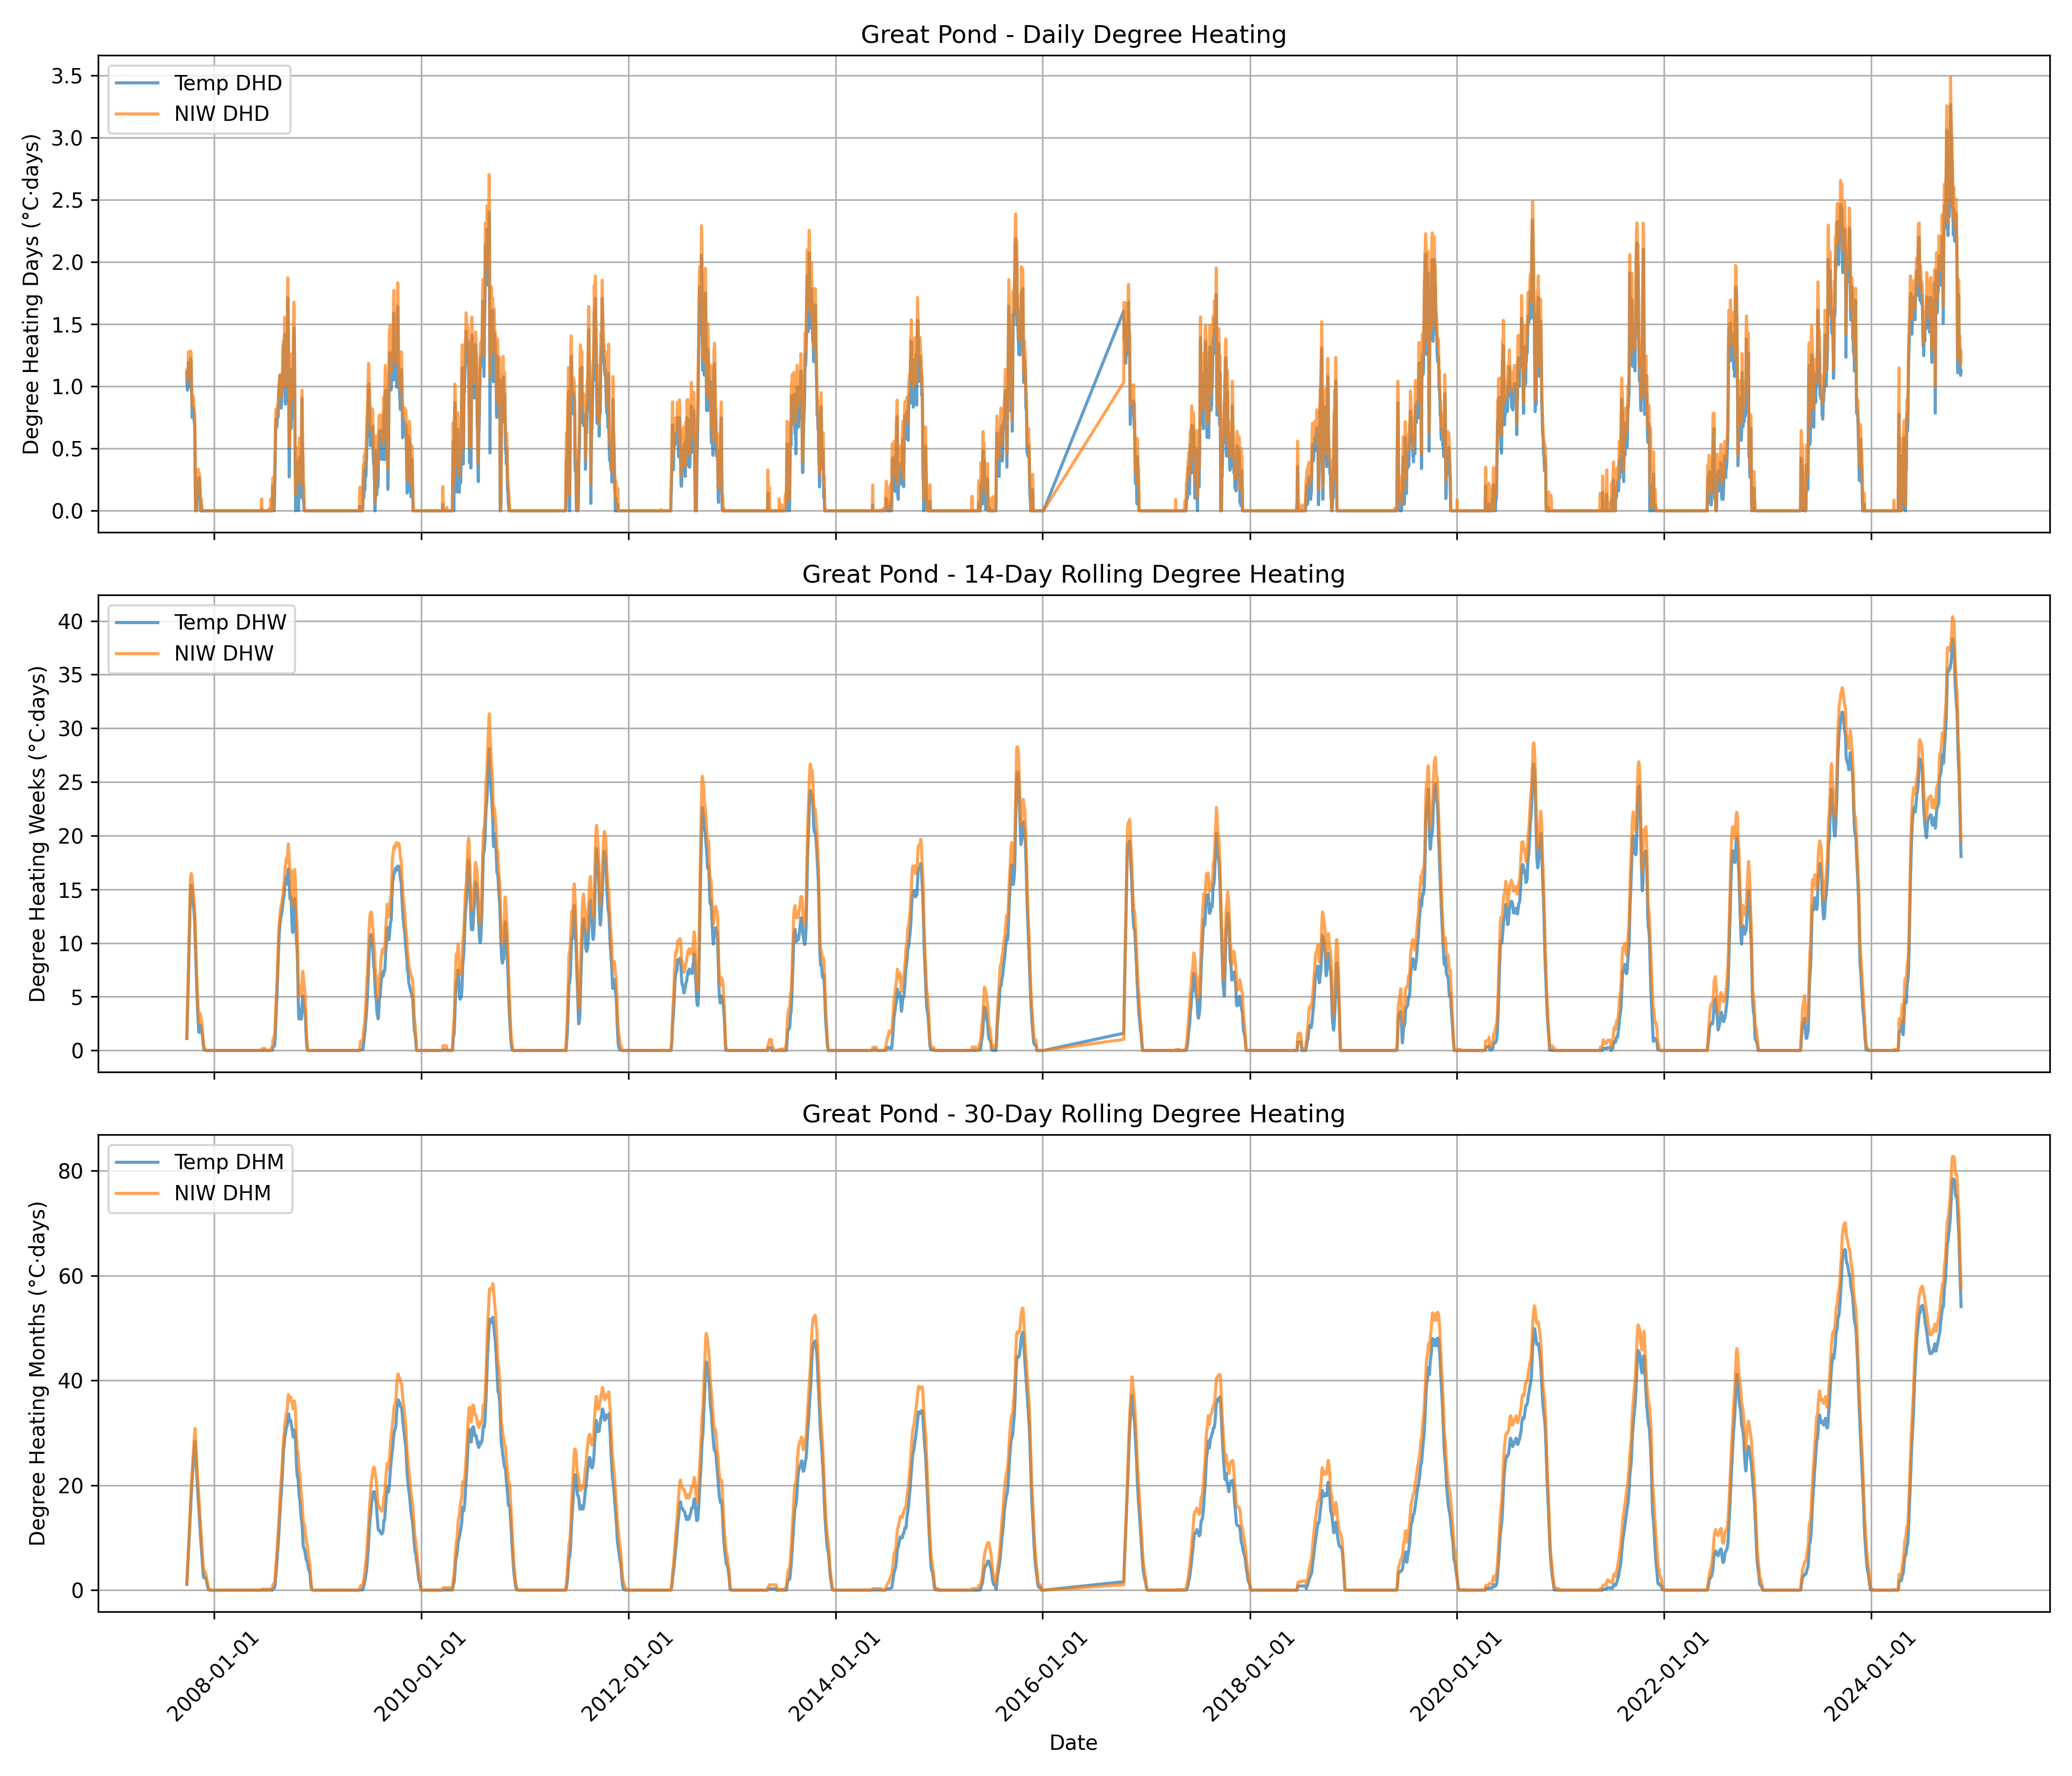 Great Pond - Daily Degree Heating
Degree Heating Days (°C·days)
3.5
3.0
2.5
2.0
1.5
1.0
0.5
0.0
Temp DHD
NIW DHD
Great Pond - 14-Day Rolling Degree Heating
Degree Heating Weeks (°C·days)
40
35
30
25
20
15
10
5
0
Temp DHW
NIW DHW
Great Pond - 30-Day Rolling Degree Heating
Degree Heating Months (°C·days)
80
60
40
20
0
Temp DHM
NIW DHM
2008-01-01
2010-01-01
2012-01-01
2014-01-01
2016-01-01
2018-01-01
2020-01-01
2022-01-01
2024-01-01
Date